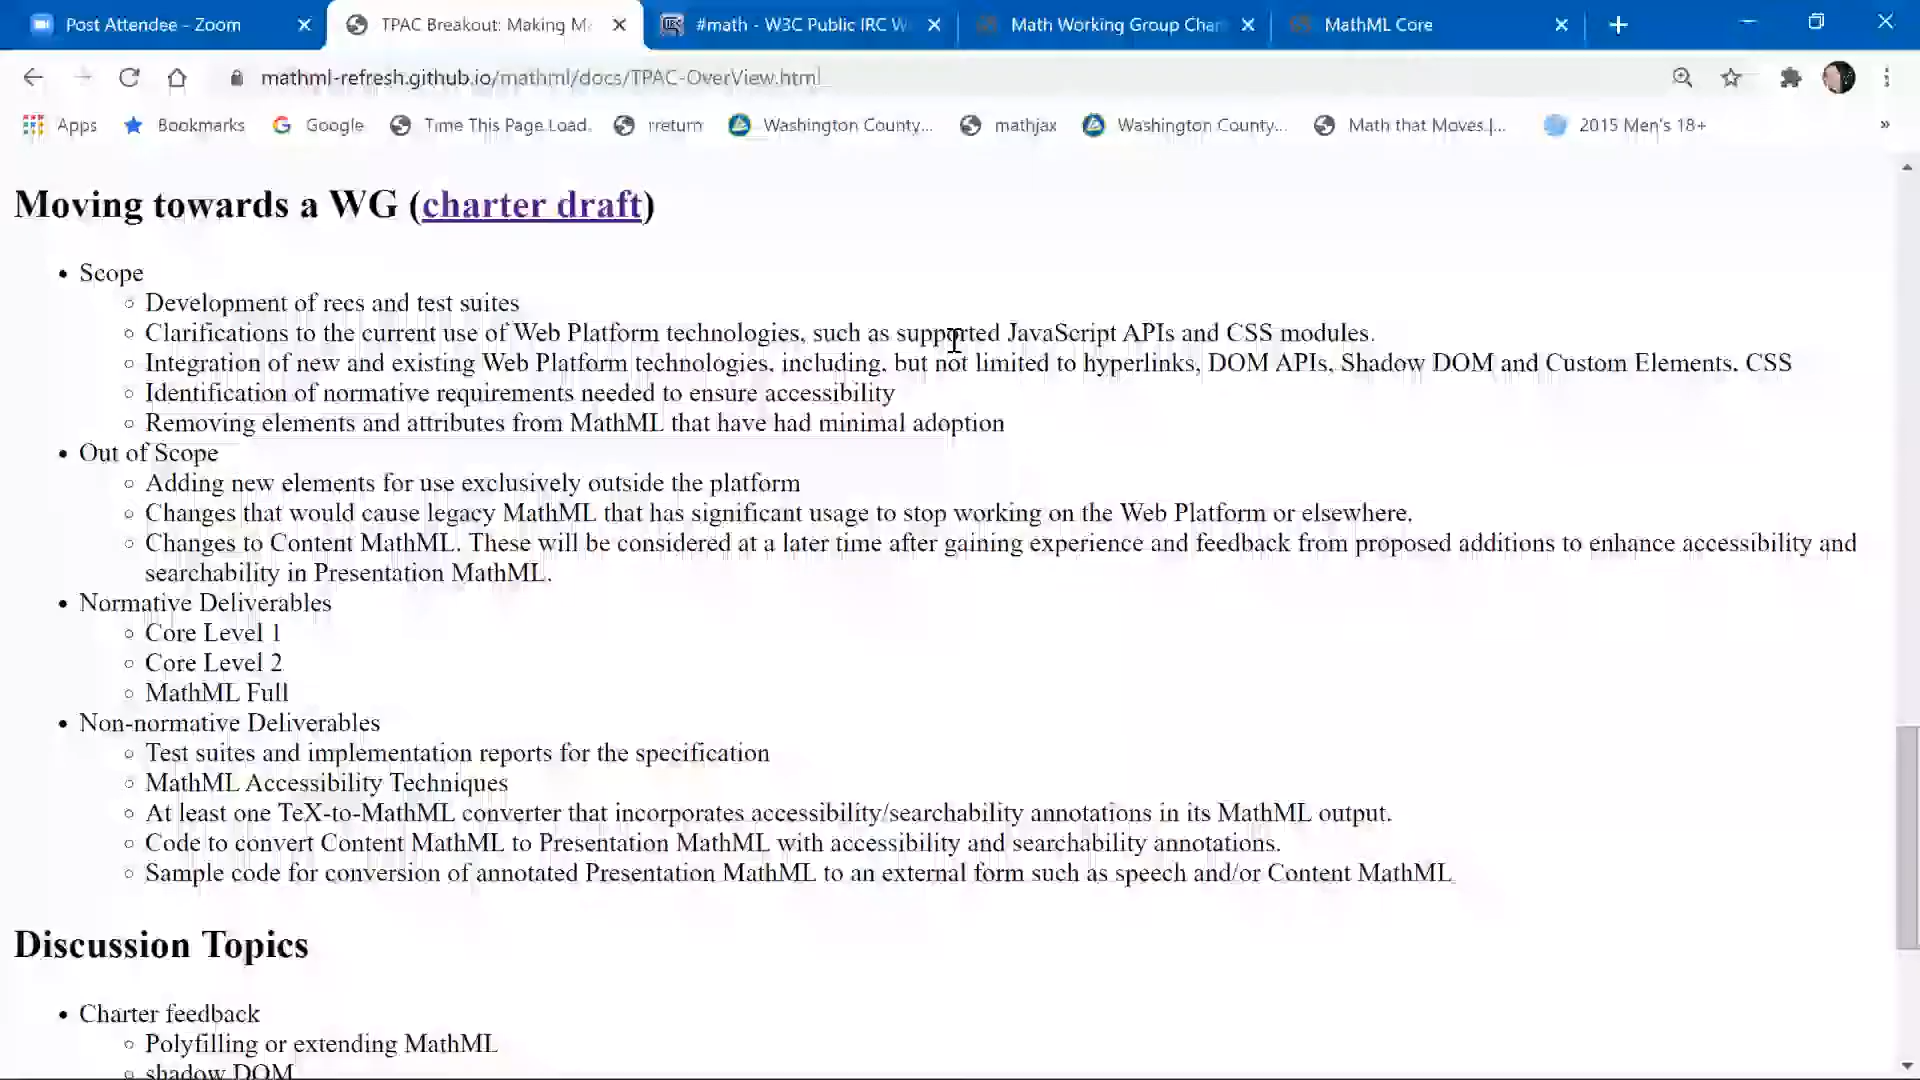 Post Attendee - Zoom
TPAC Breakout: Making M
#math - W3C Public IRC W
Math Working Group Char
MathML Core
mathml-refresh.github.io/mathml/docs/TPAC-OverView.html
Apps
Bookmarks
Google
Time This Page Load.
rreturn
Washington County...
mathjax
Washington County...
Math that Moves |...
2015 Men's 18+
»
Moving towards a WG (charter draft)
• Scope
◦ Development of recs and test suites
◦ Clarifications to the current use of Web Platform technologies, such as supported JavaScript APIs and CSS modules.
◦ Integration of new and existing Web Platform technologies, including, but not limited to hyperlinks, DOM APIs, Shadow DOM and Custom Elements. CSS
◦ Identification of normative requirements needed to ensure accessibility
◦ Removing elements and attributes from MathML that have had minimal adoption
• Out of Scope
◦ Adding new elements for use exclusively outside the platform
◦ Changes that would cause legacy MathML that has significant usage to stop working on the Web Platform or elsewhere.
◦ Changes to Content MathML. These will be considered at a later time after gaining experience and feedback from proposed additions to enhance accessibility and
searchability in Presentation MathML.
• Normative Deliverables
◦ Core Level 1
◦ Core Level 2
◦ MathML Full
• Non-normative Deliverables
◦ Test suites and implementation reports for the specification
◦ MathML Accessibility Techniques
◦ At least one TeX-to-MathML converter that incorporates accessibility/searchability annotations in its MathML output.
◦ Code to convert Content MathML to Presentation MathML with accessibility and searchability annotations.
◦ Sample code for conversion of annotated Presentation MathML to an external form such as speech and/or Content MathML
Discussion Topics
• Charter feedback
◦ Polyfilling or extending MathML
◦ shadow DOM